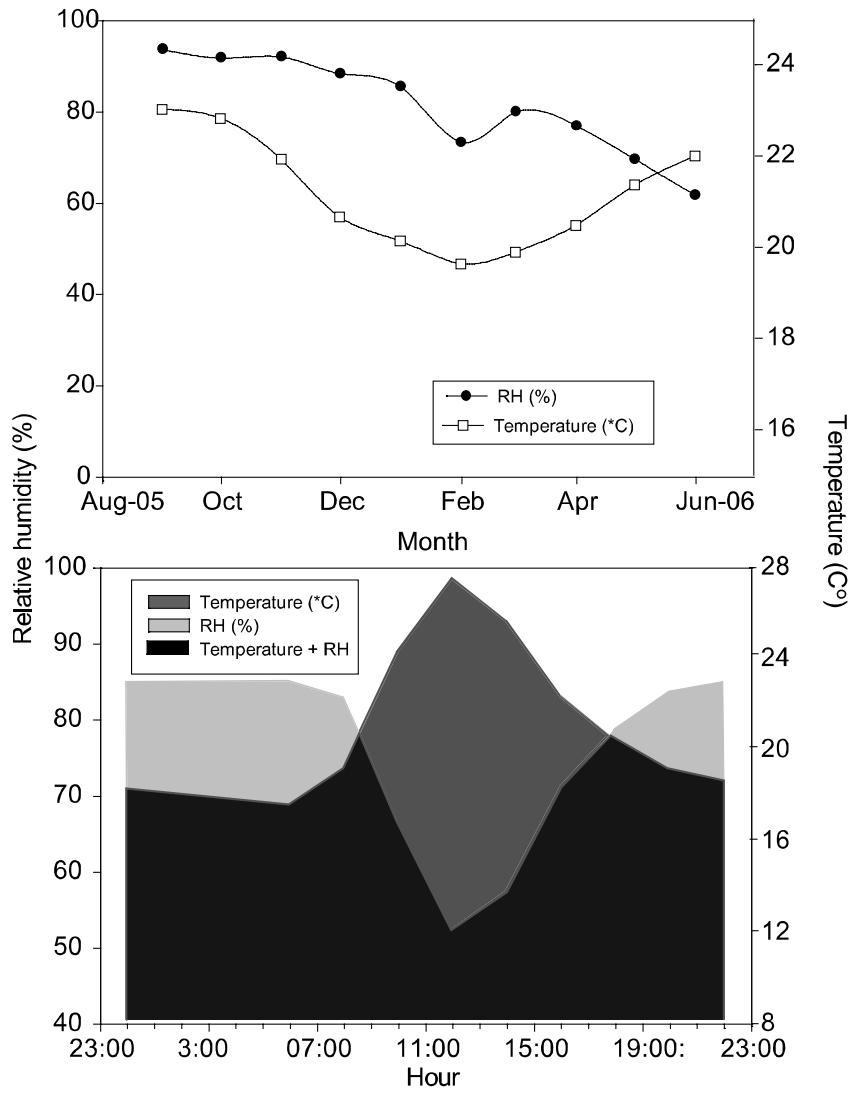 100
80
60
40
20
0
24
22
20
18
16
RH (%)
Temperature (*C)
Aug-05 Oct Dec Feb Apr Jun-06
Month
Relative humidity (%)
Temperature (Cº)
100
90
80
70
60
50
40
28
24
20
16
12
8
Temperature (*C)
RH (%)
Temperature + RH
23:00 3:00 07:00 11:00 15:00 19:00: 23:00
Hour